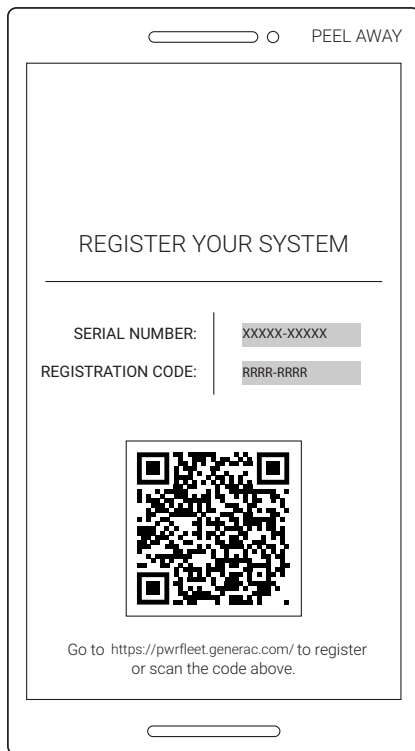 PEEL AWAY
REGISTER YOUR SYSTEM
SERIAL NUMBER: XXXXX-XXXXX
REGISTRATION CODE: RRRR-RRRR
Go to https://pwrfleet.generac.com/ to register
or scan the code above.